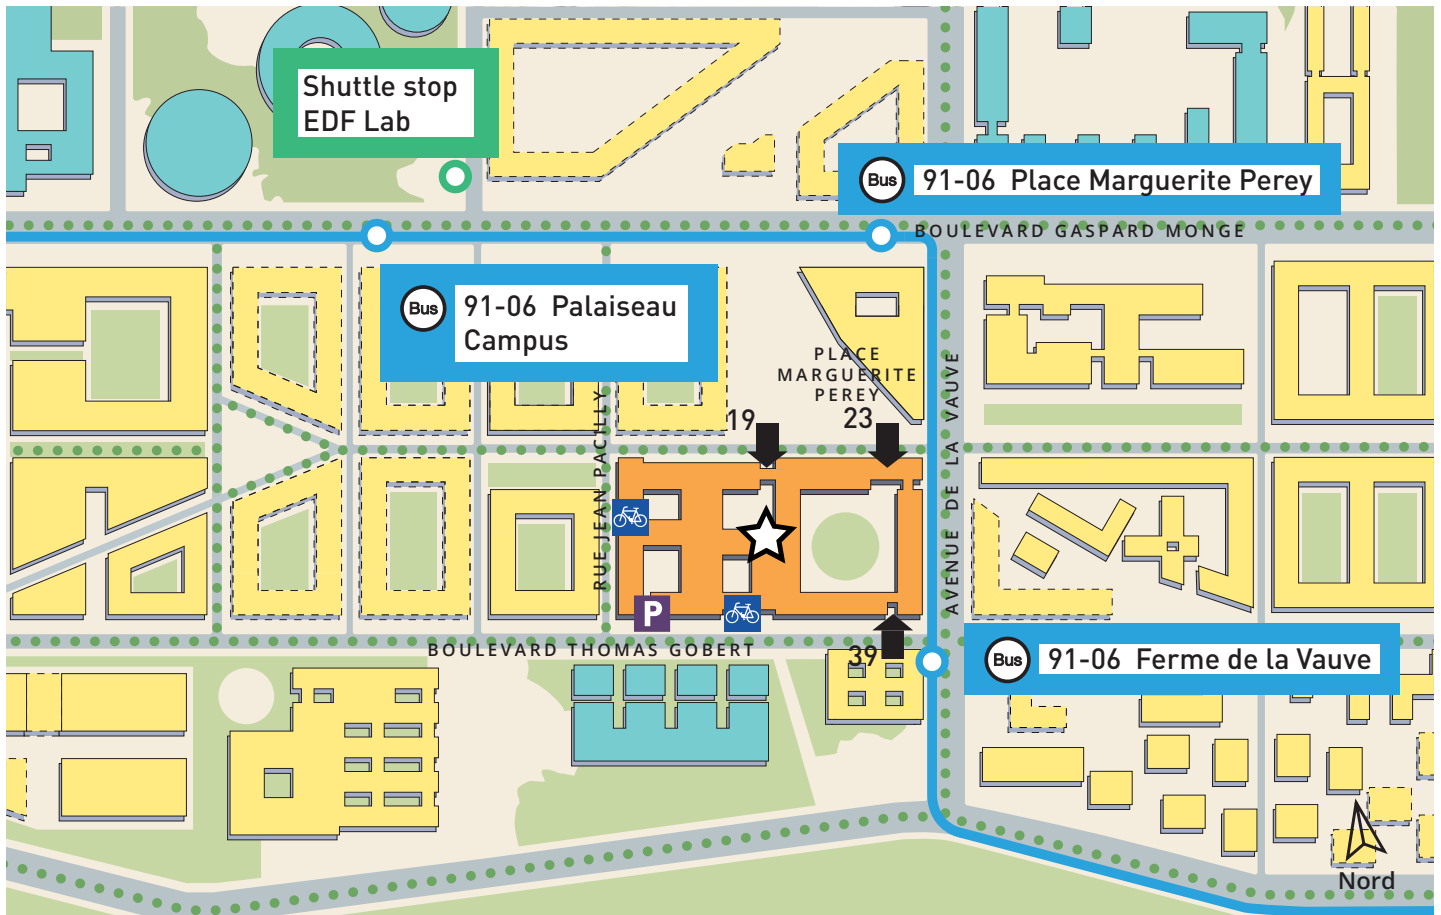 Shuttle stop
EDF Lab
Bus 91-06 Place Marguerite Perey
BOULEVARD GASPARD MONGE
Bus 91-06 Palaiseau
Campus
PLACE
MARGUERITE
PEREY
19
23
RUE JEAN PACILLY
AVENUE DE LA VAUVE
P
BOULEVARD THOMAS GOBERT
39
Bus 91-06 Ferme de la Vauve
Nord